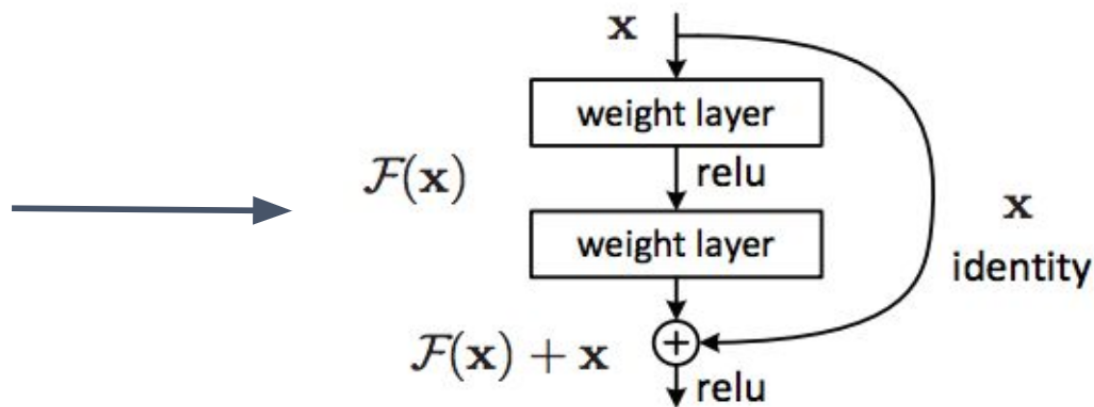 x
weight layer
relu
F(x)
weight layer
x
identity
F(x) + x
+
relu